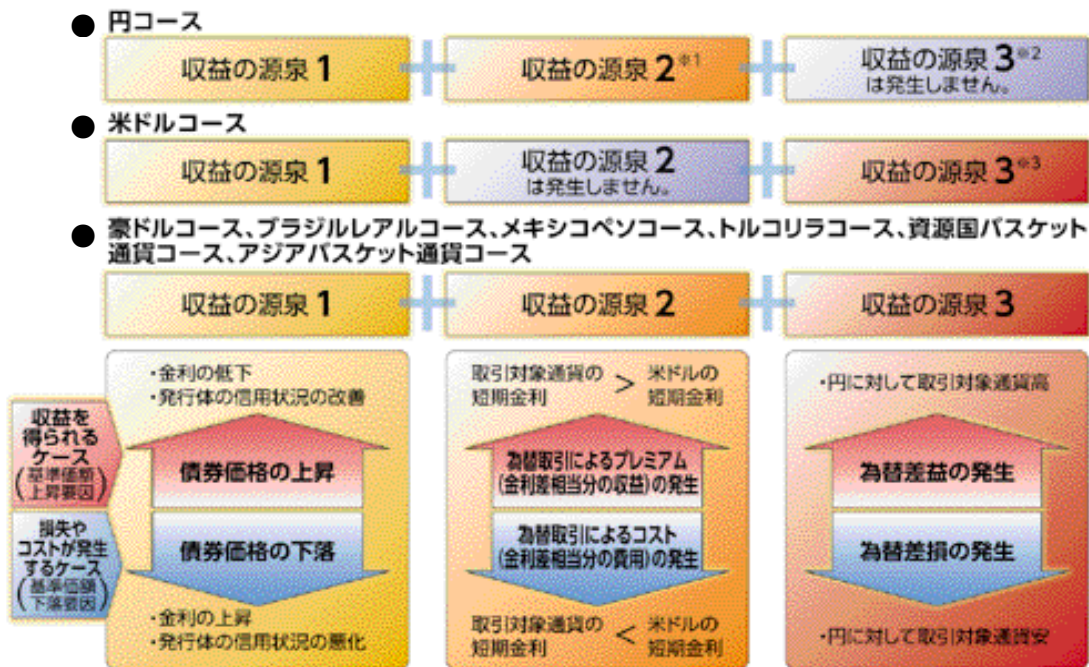 ● 円コース
収益の源泉 1 + 収益の源泉 2※1 + 収益の源泉 3※2
は発生しません。
● 米ドルコース
収益の源泉 1 + 収益の源泉 2 + 収益の源泉 3※3
は発生しません。
● 豪ドルコース、ブラジルレアルコース、メキシコペソコース、トルコリラコース、資源国バスケット
通貨コース、アジアバスケット通貨コース
収益の源泉 1 + 収益の源泉 2 + 収益の源泉 3
収益を
得られる
ケース
(基準価額
上昇要因)
損失や
コストが発生
するケース
(基準価額
下落要因)
・金利の低下
・発行体の信用状況の改善
債券価格の上昇
債券価格の下落
・金利の上昇
・発行体の信用状況の悪化
取引対象通貨の > 米ドルの
短期金利 短期金利
為替取引によるプレミアム
(金利差相当分の収益)の発生
為替取引によるコスト
(金利差相当分の費用)の発生
取引対象通貨の < 米ドルの
短期金利 短期金利
・円に対して取引対象通貨高
為替差益の発生
為替差損の発生
・円に対して取引対象通貨安